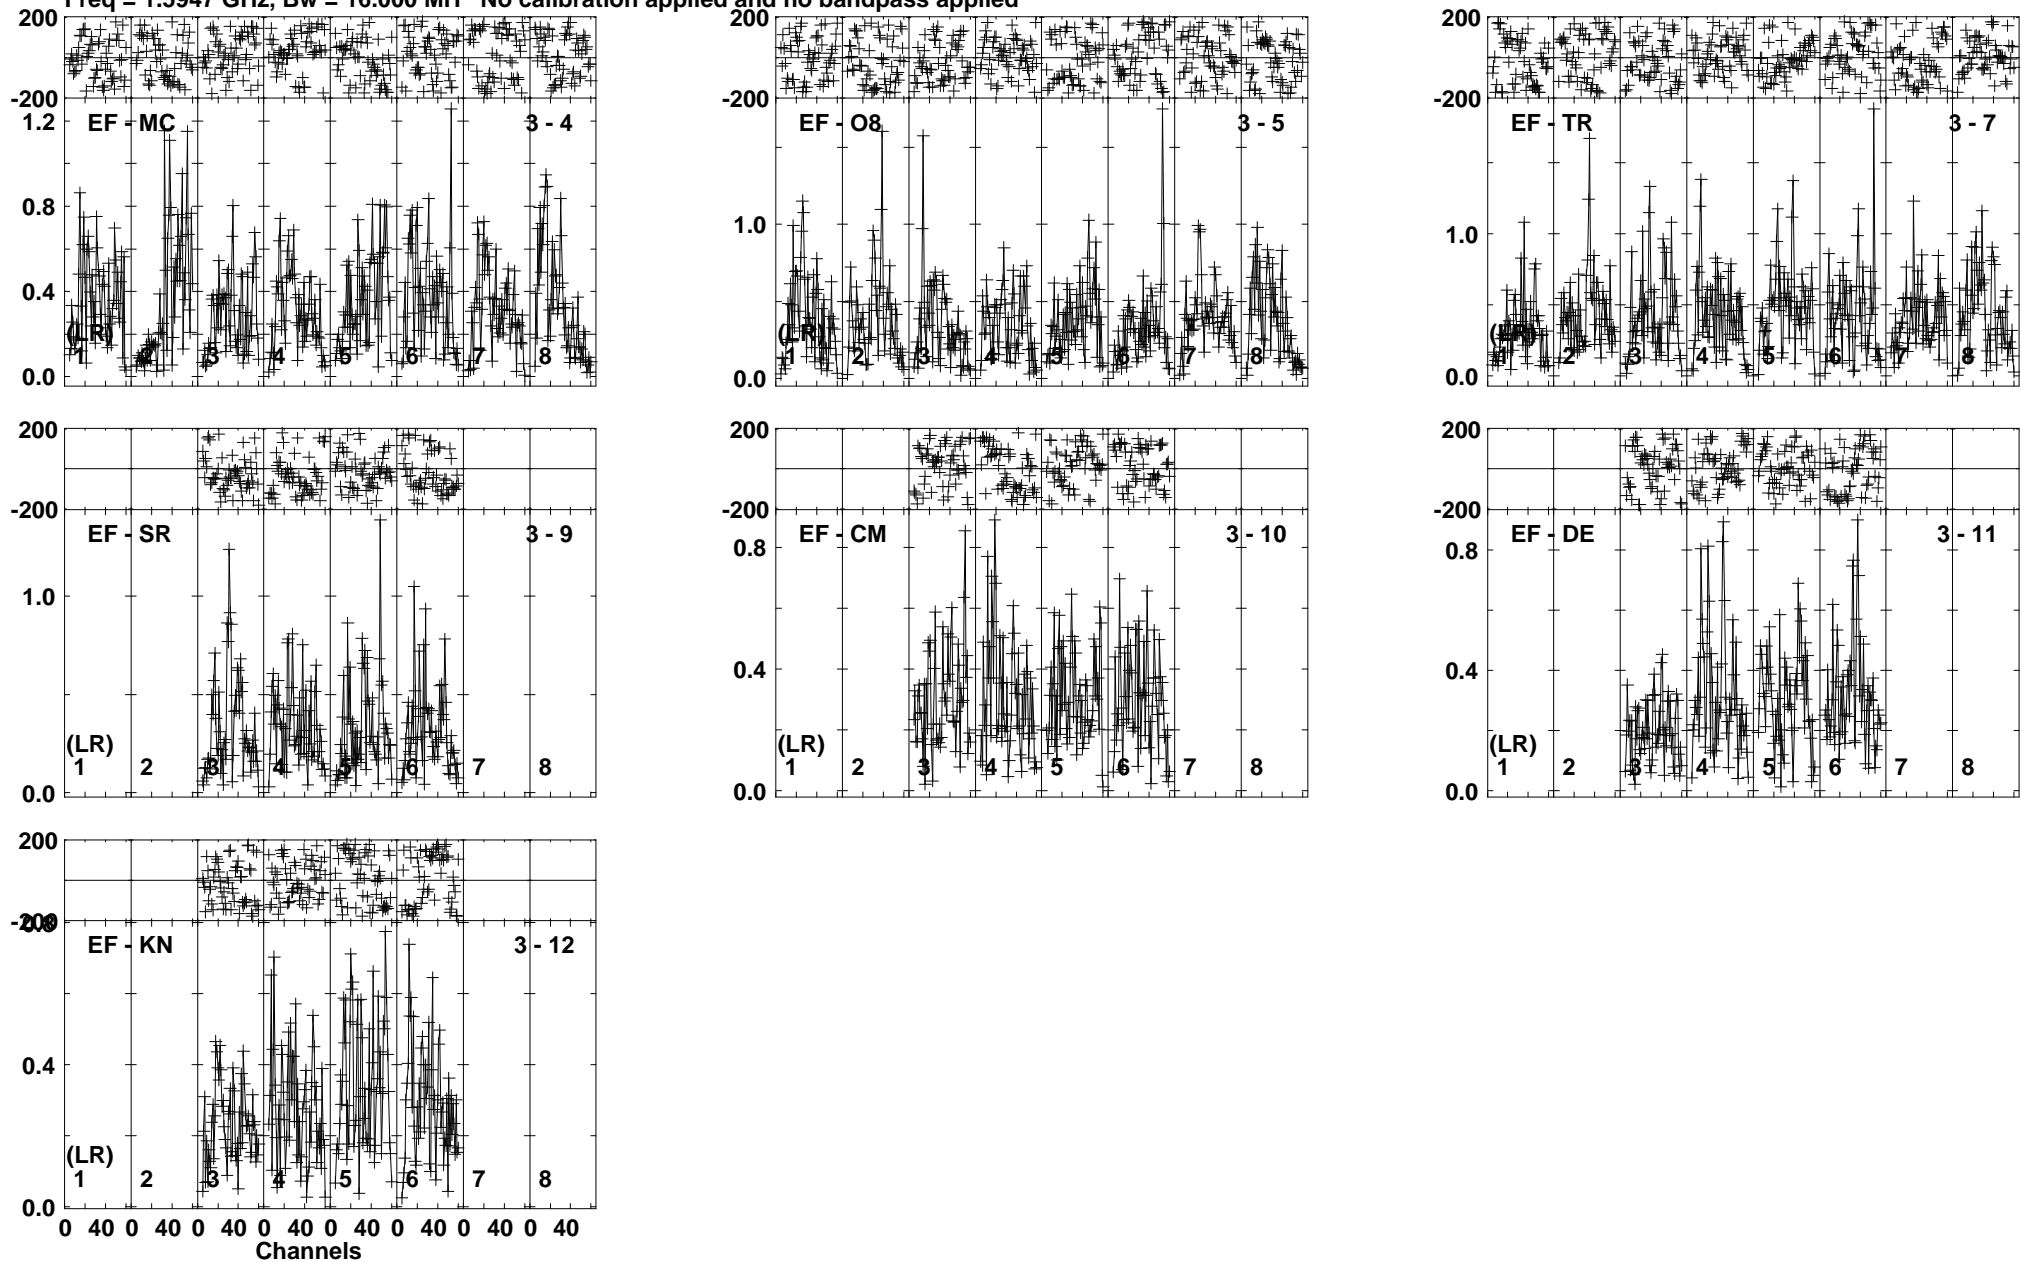 Freq = 1.5947 GHz, Bw = 16.000 MH No calibration applied and no bandpass applied
200 200 200
-200 -200 -200
1.2 EF - MC 3 - 4 EF - O8 3 - 5 EF - TR 3 - 7
0.8 1.0 1.0
0.4
(LR) (LR) (LR)
1 2 3 4 5 6 7 8 1 2 3 4 5 6 7 8 1 2 3 4 5 6 7 8
0.0 0.0 0.0
200 200 200
-200 -200 -200
EF - SR 3 - 9 0.8 EF - CM 3 - 10 0.8 EF - DE 3 - 11
1.0 0.4 0.4
(LR) (LR) (LR)
1 2 3 4 5 6 7 8 1 2 3 4 5 6 7 8 1 2 3 4 5 6 7 8
0.0 0.0 0.0
200
-200
0.8
EF - KN 3 - 12
0.4
(LR)
1 2 3 4 5 6 7 8
0.0
0 40 0 40 0 40 0 40 0 40 0 40 0 40 0 40
Channels